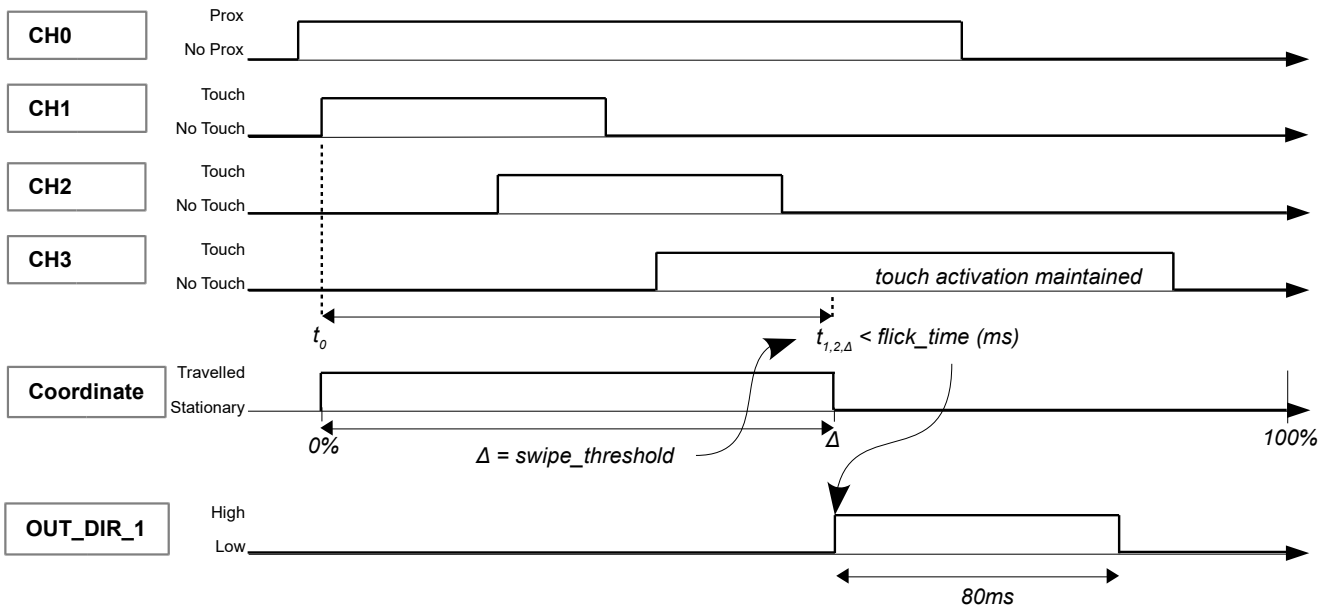 CH0
Prox
No Prox
CH1
Touch
No Touch
CH2
Touch
No Touch
CH3
Touch
No Touch
touch activation maintained
t0
t1,2,Δ < flick_time (ms)
Coordinate
Travelled
Stationary
0%
Δ
100%
Δ = swipe_threshold
OUT_DIR_1
High
Low
80ms